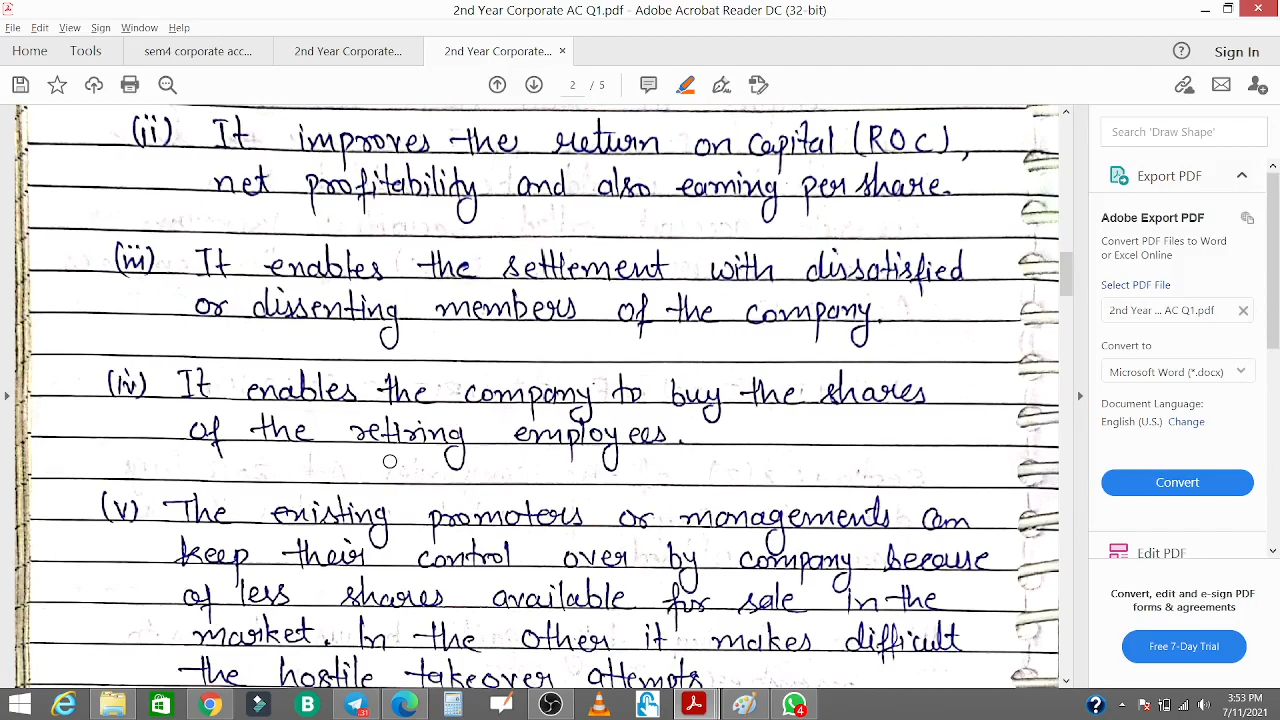 2nd Year Corporate AC Q1.pdf - Adobe Acrobat Reader DC (32-bit)
File Edit View Sign Window Help
Home Tools sem4 corporate acc... 2nd Year Corporate... 2nd Year Corporate... × Sign In
2 / 5
(ii) It improves the return on capital (ROC),
net profitability and also earning per share.
(iii) It enables the settlement with dissatisfied
or dissenting members of the company.
(iv) It enables the company to buy the shares
of the retiring employees.
(v) The existing promoters or managements can
keep their control over by company because
of less shares available for sale in the
market. In the other it makes difficult
the hostile takeover attempts
Search 'Draw Shape'
Export PDF
Adobe Export PDF
Convert PDF Files to Word
or Excel Online
Select PDF File
2nd Year ... AC Q1.pdf ×
Convert to
Microsoft Word (*.docx)
Document Language:
English (U.S.) Change
Convert
Edit PDF
Convert, edit and e-sign PDF
forms & agreements
Free 7-Day Trial
31
4
3:53 PM
7/11/2021